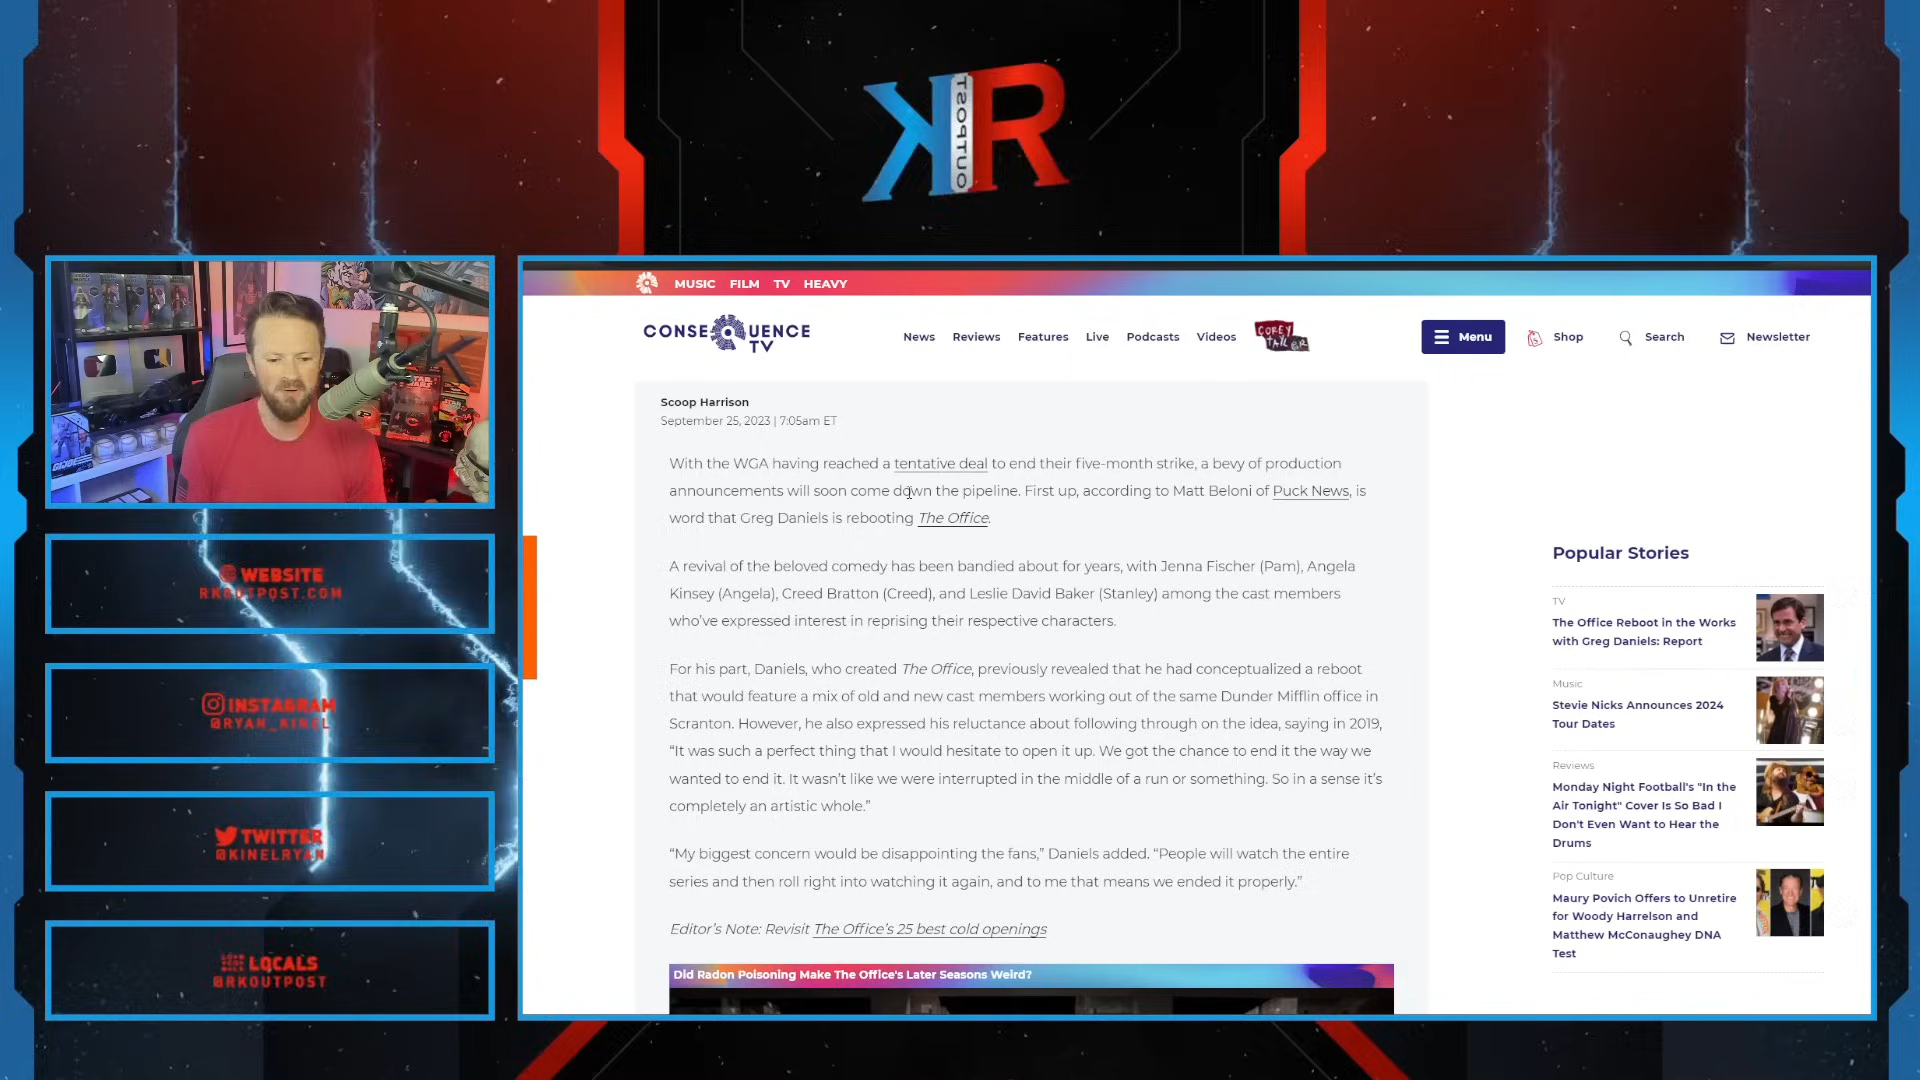 K OUTPOST R
MUSIC FILM TV HEAVY
CONSEQUENCE
TV
News Reviews Features Live Podcasts Videos COREY TAYLOR
Menu Shop Search Newsletter
Scoop Harrison
September 25, 2023 | 7:05am ET
With the WGA having reached a tentative deal to end their five-month strike, a bevy of production
announcements will soon come down the pipeline. First up, according to Matt Beloni of Puck News, is
word that Greg Daniels is rebooting The Office.
A revival of the beloved comedy has been bandied about for years, with Jenna Fischer (Pam), Angela
Kinsey (Angela), Creed Bratton (Creed), and Leslie David Baker (Stanley) among the cast members
who’ve expressed interest in reprising their respective characters.
For his part, Daniels, who created The Office, previously revealed that he had conceptualized a reboot
that would feature a mix of old and new cast members working out of the same Dunder Mifflin office in
Scranton. However, he also expressed his reluctance about following through on the idea, saying in 2019,
“It was such a perfect thing that I would hesitate to open it up. We got the chance to end it the way we
wanted to end it. It wasn’t like we were interrupted in the middle of a run or something. So in a sense it’s
completely an artistic whole.”
“My biggest concern would be disappointing the fans,” Daniels added. “People will watch the entire
series and then roll right into watching it again, and to me that means we ended it properly.”
Editor’s Note: Revisit The Office’s 25 best cold openings
Did Radon Poisoning Make The Office's Later Seasons Weird?
Popular Stories
TV
The Office Reboot in the Works
with Greg Daniels: Report
Music
Stevie Nicks Announces 2024
Tour Dates
Reviews
Monday Night Football's "In the
Air Tonight" Cover Is So Bad I
Don't Even Want to Hear the
Drums
Pop Culture
Maury Povich Offers to Unretire
for Woody Harrelson and
Matthew McConaughey DNA
Test
STAR
WARS
GI JOE
WEBSITE
RKOUTPOST.COM
INSTAGRAM
@RYAN_KINEL
TWITTER
@KINELRYAN
LOCALS
@RKOUTPOST